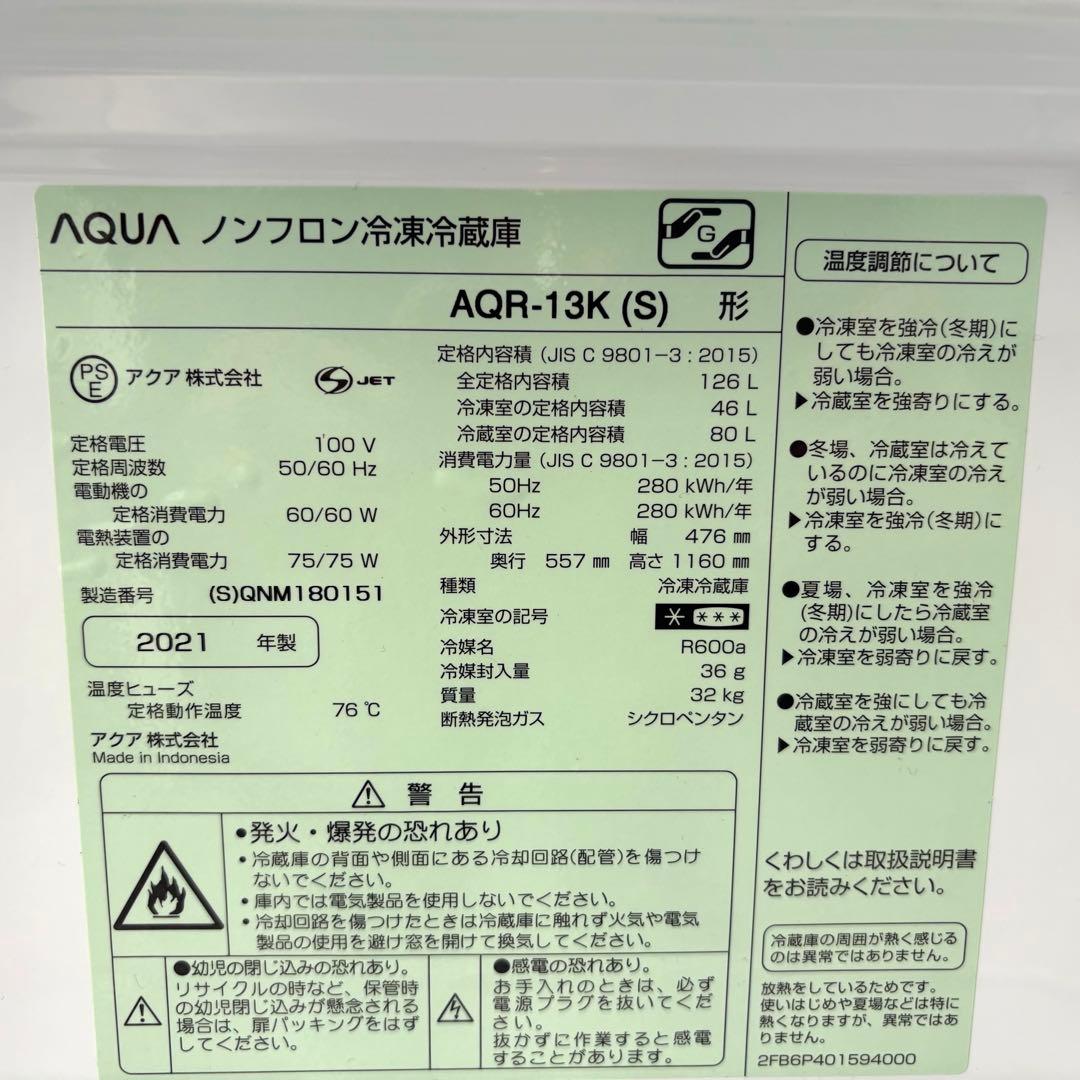 AQUA ノンフロン冷凍冷蔵庫
G
AQR-13K (S) 形
PS
E
アクア 株式会社
S JET
定格電圧 100 V
定格周波数 50/60 Hz
電動機の
定格消費電力 60/60 W
電熱装置の
定格消費電力 75/75 W
製造番号 (S)QNM180151
2021 年製
温度ヒューズ
定格動作温度 76 ℃
アクア 株式会社
Made in Indonesia
定格内容積 (JIS C 9801-3 : 2015)
全定格内容積 126 L
冷凍室の定格内容積 46 L
冷蔵室の定格内容積 80 L
消費電力量 (JIS C 9801-3 : 2015)
50Hz 280 kWh/年
60Hz 280 kWh/年
外形寸法 幅 476 ㎜
奥行 557 ㎜ 高さ 1160 ㎜
種類 冷凍冷蔵庫
冷凍室の記号 * ***
冷媒名 R600a
冷媒封入量 36 g
質量 32 kg
断熱発泡ガス シクロペンタン
⚠ 警 告
●発火・爆発の恐れあり
・冷蔵庫の背面や側面にある冷却回路(配管)を傷つけ
ないでください。
・庫内では電気製品を使用しないでください。
・冷却回路を傷つけたときは冷蔵庫に触れず火気や電気
製品の使用を避け窓を開けて換気してください。
●幼児の閉じ込みの恐れあり。
リサイクルの時など、保管時
の幼児閉じ込みが懸念される
場合は、扉パッキングをはず
してください。
●感電の恐れあり。
お手入れのときは、必ず
電源プラグを抜いてくだ
さい。
抜かずに作業すると感電
することがあります。
温度調節について
●冷凍室を強冷(冬期)に
しても冷凍室の冷えが
弱い場合。
▶冷蔵室を強寄りにする。
●冬場、冷蔵室は冷えて
いるのに冷凍室の冷え
が弱い場合。
▶冷凍室を強冷(冬期)に
する。
●夏場、冷凍室を強冷
(冬期)にしたら冷蔵室
の冷えが弱い場合。
▶冷凍室を弱寄りに戻す。
●冷蔵室を強にしても冷
蔵室の冷えが弱い場合。
▶冷凍室を弱寄りに戻す。
くわしくは取扱説明書
をお読みください。
冷蔵庫の周囲が熱く感じる
のは異常ではありません。
放熱をしているためです。
使いはじめや夏場などは特に
熱くなりますが、異常ではあ
りません。
2FB6P401594000